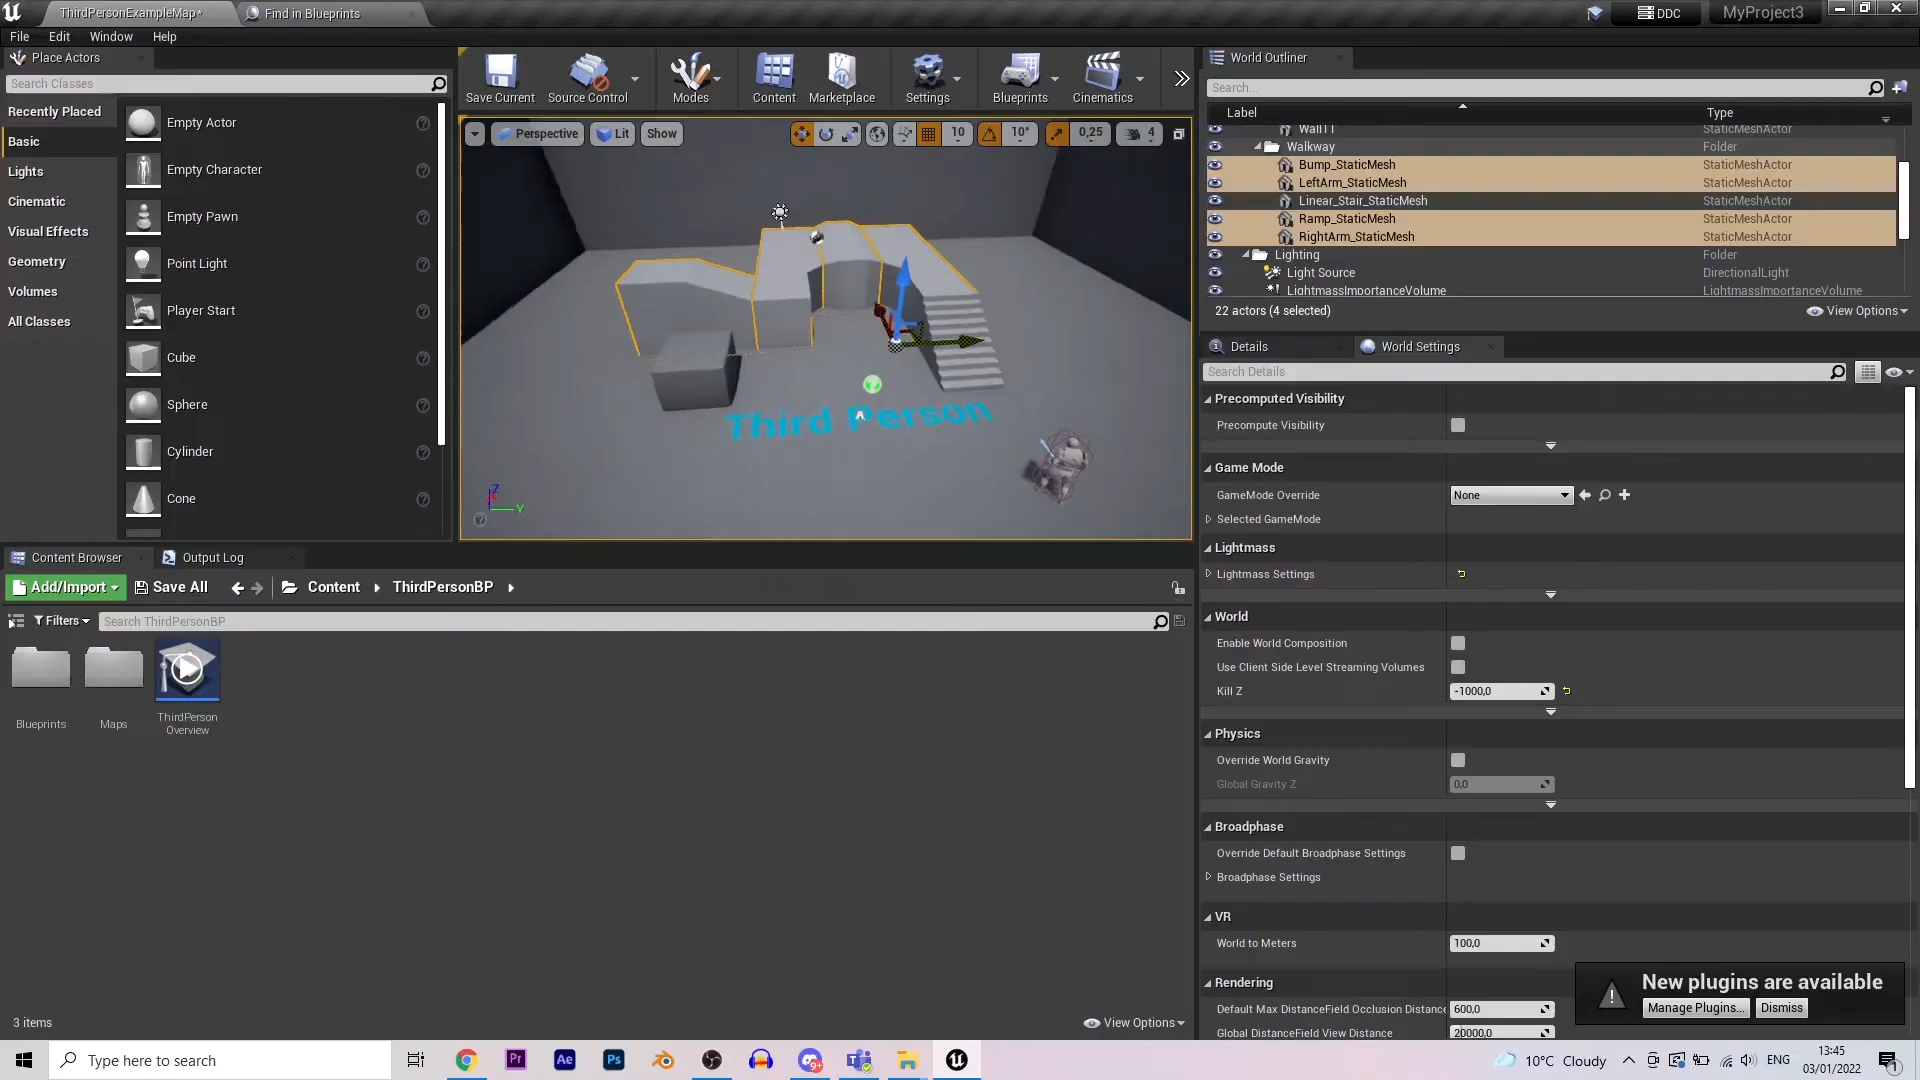 ThirdPersonExampleMap*
Find in Blueprints
DDC
MyProject3
File Edit Window Help
Place Actors
Search Classes
Recently Placed
Basic
Lights
Cinematic
Visual Effects
Geometry
Volumes
All Classes
Empty Actor
Empty Character
Empty Pawn
Point Light
Player Start
Cube
Sphere
Cylinder
Cone
Save Current
Source Control
Modes
Content
Marketplace
Settings
Blueprints
Cinematics
Perspective
Lit
Show
10
10°
0,25
4
Third Person
Z
Y
World Outliner
Search...
Label Type
Wall11 StaticMeshActor
Walkway Folder
Bump_StaticMesh StaticMeshActor
LeftArm_StaticMesh StaticMeshActor
Linear_Stair_StaticMesh StaticMeshActor
Ramp_StaticMesh StaticMeshActor
RightArm_StaticMesh StaticMeshActor
Lighting Folder
Light Source DirectionalLight
LightmassImportanceVolume LightmassImportanceVolume
22 actors (4 selected)
View Options
Details
World Settings
Search Details
Precomputed Visibility
Precompute Visibility
Game Mode
GameMode Override None
Selected GameMode
Lightmass
Lightmass Settings
World
Enable World Composition
Use Client Side Level Streaming Volumes
Kill Z -1000,0
Physics
Override World Gravity
Global Gravity Z 0,0
Broadphase
Override Default Broadphase Settings
Broadphase Settings
VR
World to Meters 100,0
Rendering
Default Max DistanceField Occlusion Distance 600,0
Global DistanceField View Distance 20000,0
New plugins are available
Manage Plugins...
Dismiss
Content Browser
Output Log
Add/Import
Save All
Content
ThirdPersonBP
Filters
Search ThirdPersonBP
Blueprints
Maps
ThirdPerson
Overview
3 items
View Options
Type here to search
Pr
Ae
Ps
9+
10°C Cloudy
ENG
13:45
03/01/2022
1